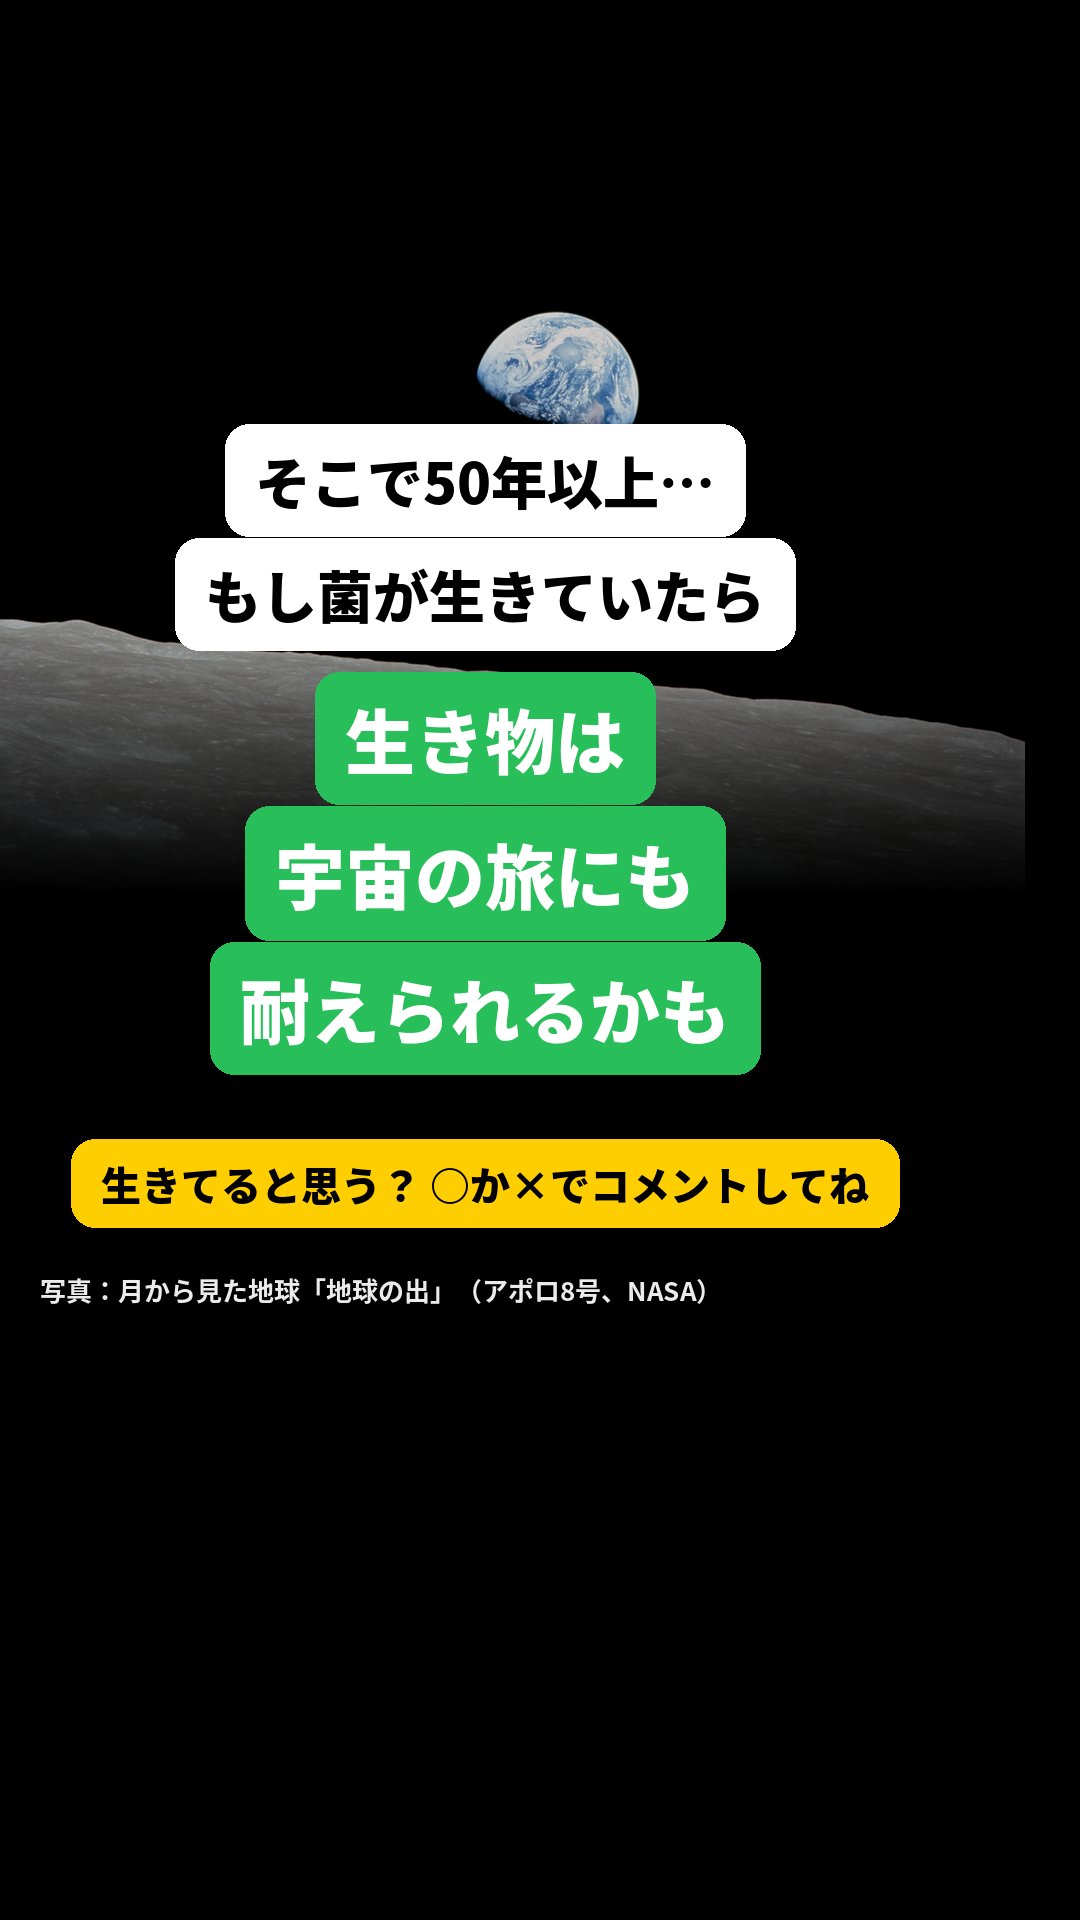 そこで50年以上…
もし菌が生きていたら
生き物は
宇宙の旅にも
耐えられるかも
生きてると思う？ ○か×でコメントしてね
写真：月から見た地球「地球の出」（アポロ8号、NASA）